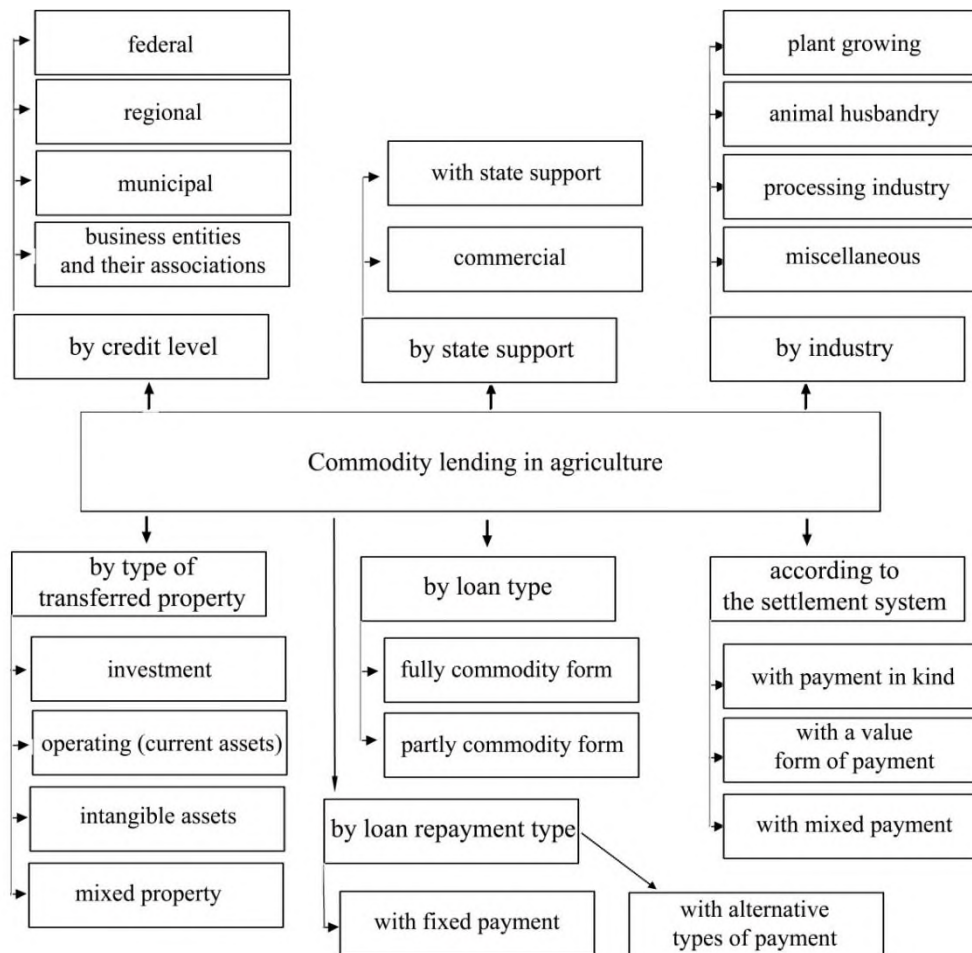 federal
regional
municipal
business entities
and their associations
by credit level
with state support
commercial
by state support
plant growing
animal husbandry
processing industry
miscellaneous
by industry
Commodity lending in agriculture
by type of
transferred property
investment
operating (current assets)
intangible assets
mixed property
by loan type
fully commodity form
partly commodity form
by loan repayment type
with fixed payment
with alternative
types of payment
according to
the settlement system
with payment in kind
with a value
form of payment
with mixed payment